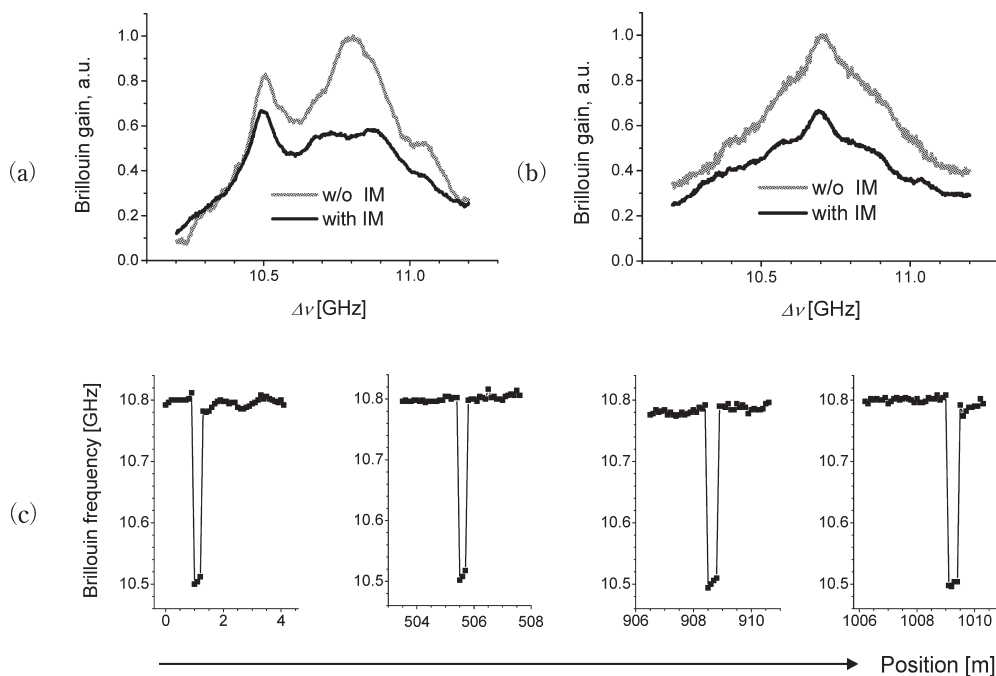 (a)
Brillouin gain, a.u.
1.0
0.8
0.6
0.4
0.2
0.0
w/o IM
with IM
10.5
11.0
Δν [GHz]
(b)
Brillouin gain, a.u.
1.0
0.8
0.6
0.4
0.2
0.0
w/o IM
with IM
10.5
11.0
Δν [GHz]
(c)
Brillouin frequency [GHz]
10.8
10.7
10.6
10.5
0 2 4
10.8
10.7
10.6
10.5
504 506 508
10.8
10.7
10.6
10.5
906 908 910
10.8
10.7
10.6
10.5
1006 1008 1010
Position [m]